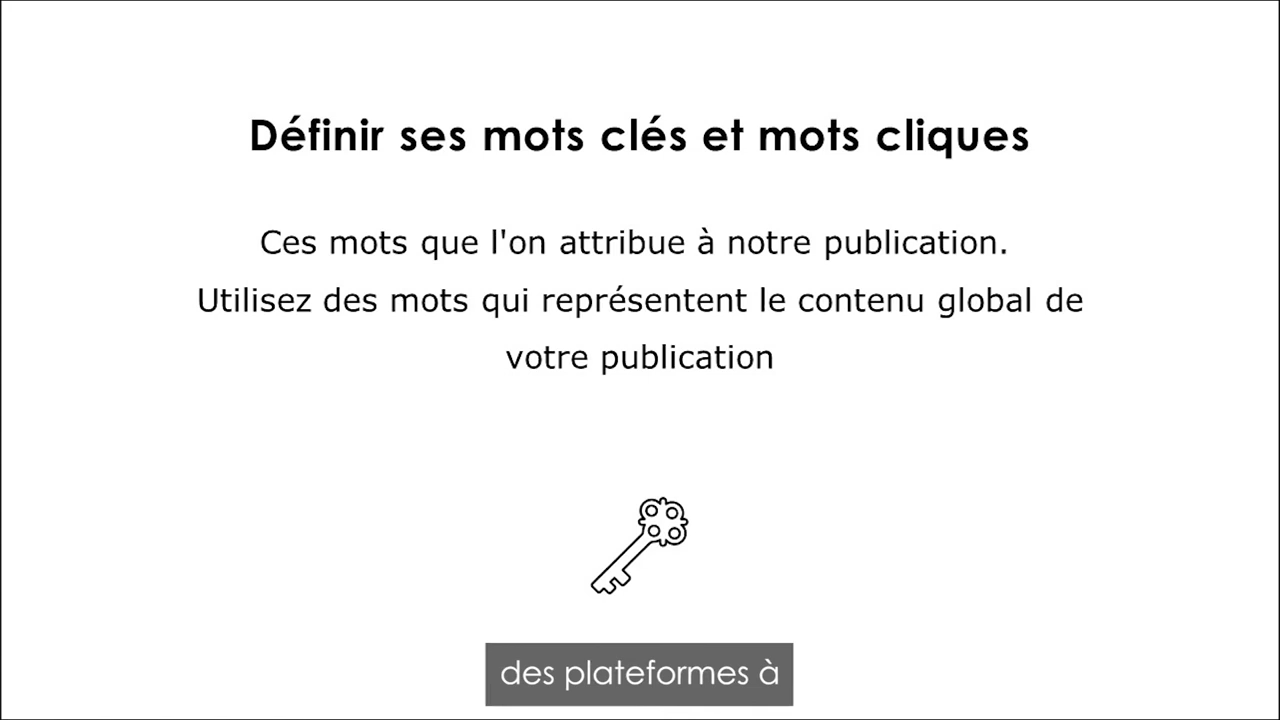 Définir ses mots clés et mots cliques
Ces mots que l'on attribue à notre publication.
Utilisez des mots qui représentent le contenu global de
votre publication
des plateformes à